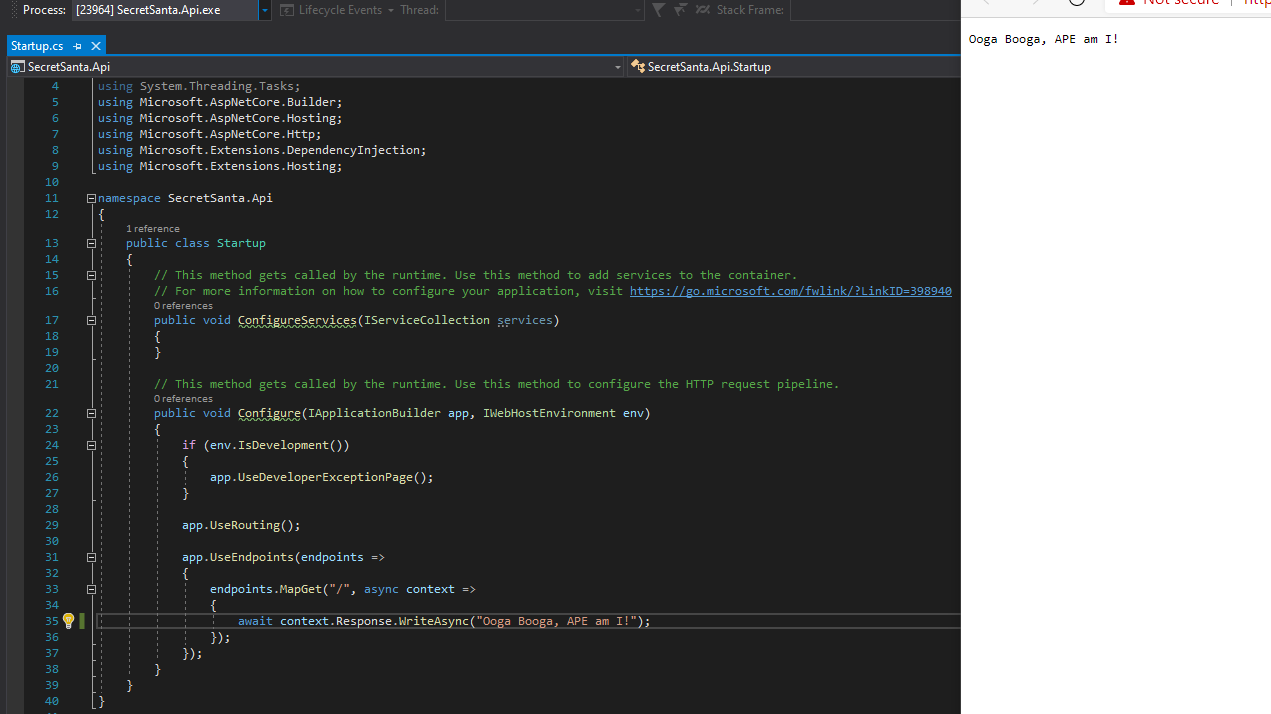 Process: [23964] SecretSanta.Api.exe Lifecycle Events Thread: Stack Frame:
Not secure
Startup.cs
Ooga Booga, APE am I!
SecretSanta.Api SecretSanta.Api.Startup
4 using System.Threading.Tasks;
5 using Microsoft.AspNetCore.Builder;
6 using Microsoft.AspNetCore.Hosting;
7 using Microsoft.AspNetCore.Http;
8 using Microsoft.Extensions.DependencyInjection;
9 using Microsoft.Extensions.Hosting;
10
11 namespace SecretSanta.Api
12 {
1 reference
13 public class Startup
14 {
15 // This method gets called by the runtime. Use this method to add services to the container.
16 // For more information on how to configure your application, visit https://go.microsoft.com/fwlink/?LinkID=398940
0 references
17 public void ConfigureServices(IServiceCollection services)
18 {
19 }
20
21 // This method gets called by the runtime. Use this method to configure the HTTP request pipeline.
0 references
22 public void Configure(IApplicationBuilder app, IWebHostEnvironment env)
23 {
24 if (env.IsDevelopment())
25 {
26 app.UseDeveloperExceptionPage();
27 }
28
29 app.UseRouting();
30
31 app.UseEndpoints(endpoints =>
32 {
33 endpoints.MapGet("/", async context =>
34 {
35 await context.Response.WriteAsync("Ooga Booga, APE am I!");
36 });
37 });
38 }
39 }
40 }